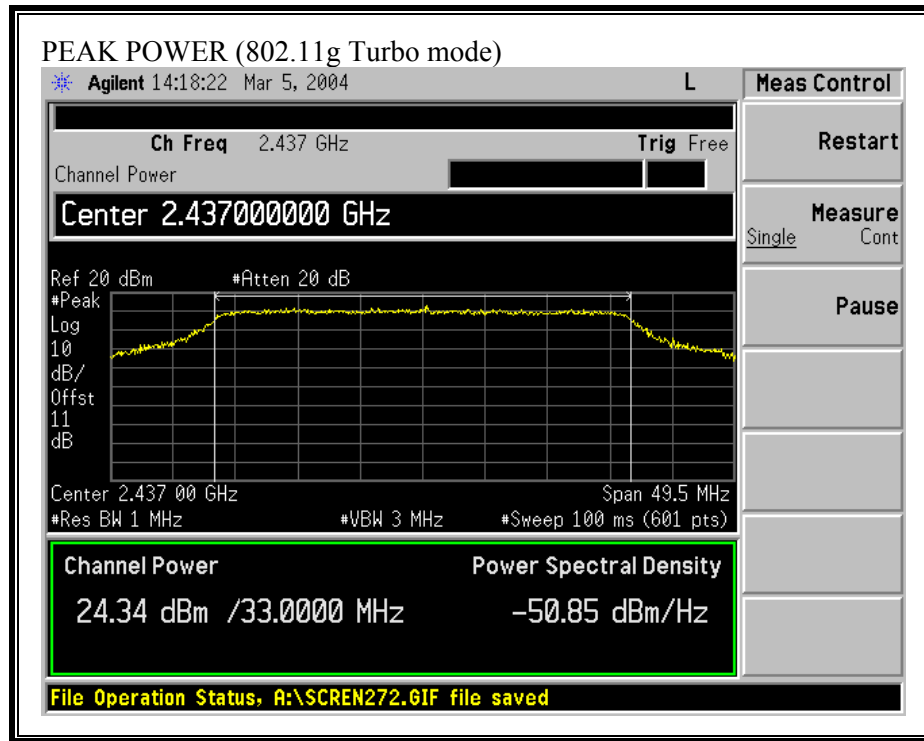 PEAK POWER (802.11g Turbo mode)
Agilent 14:18:22 Mar 5, 2004 L
Meas Control
Ch Freq 2.437 GHz Trig Free
Restart
Channel Power
Center 2.437000000 GHz
Measure
Single Cont
Ref 20 dBm #Atten 20 dB
#Peak
Log
10
dB/
Offst
11
dB
Pause
Center 2.437 00 GHz Span 49.5 MHz
#Res BW 1 MHz #VBW 3 MHz #Sweep 100 ms (601 pts)
Channel Power Power Spectral Density
24.34 dBm /33.0000 MHz -50.85 dBm/Hz
File Operation Status, A:\SCREN272.GIF file saved